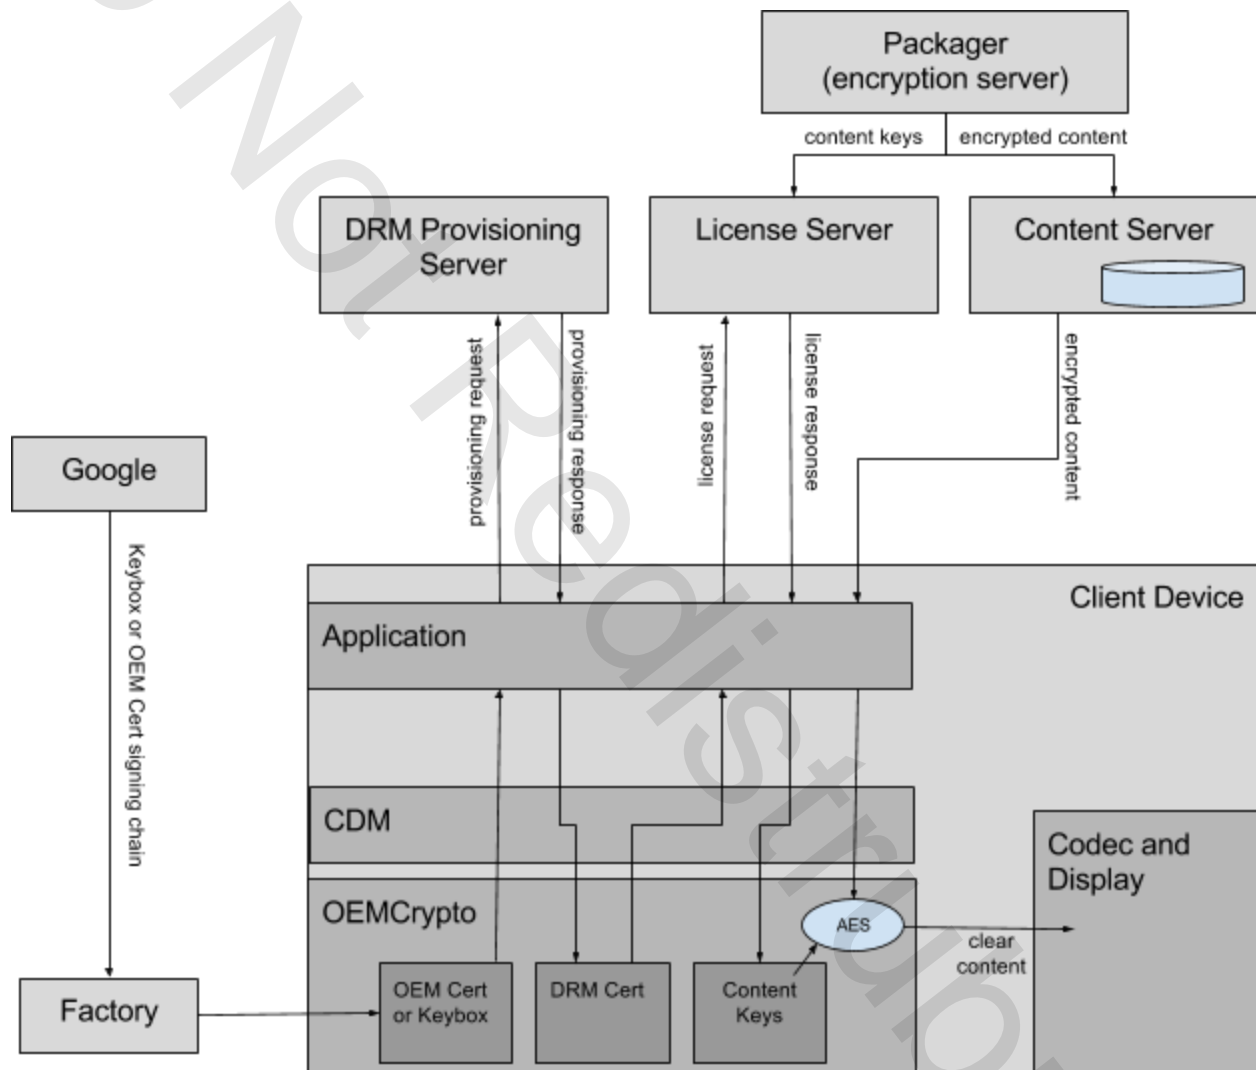 Packager
(encryption server)
content keys
encrypted content
DRM Provisioning
Server
License Server
Content Server
provisioning request
provisioning response
license request
license response
encrypted content
Google
Keybox or OEM Cert signing chain
Client Device
Application
CDM
Codec and
Display
OEMCrypto
AES
clear
content
OEM Cert
or Keybox
DRM Cert
Content
Keys
Factory
Not Redistrub